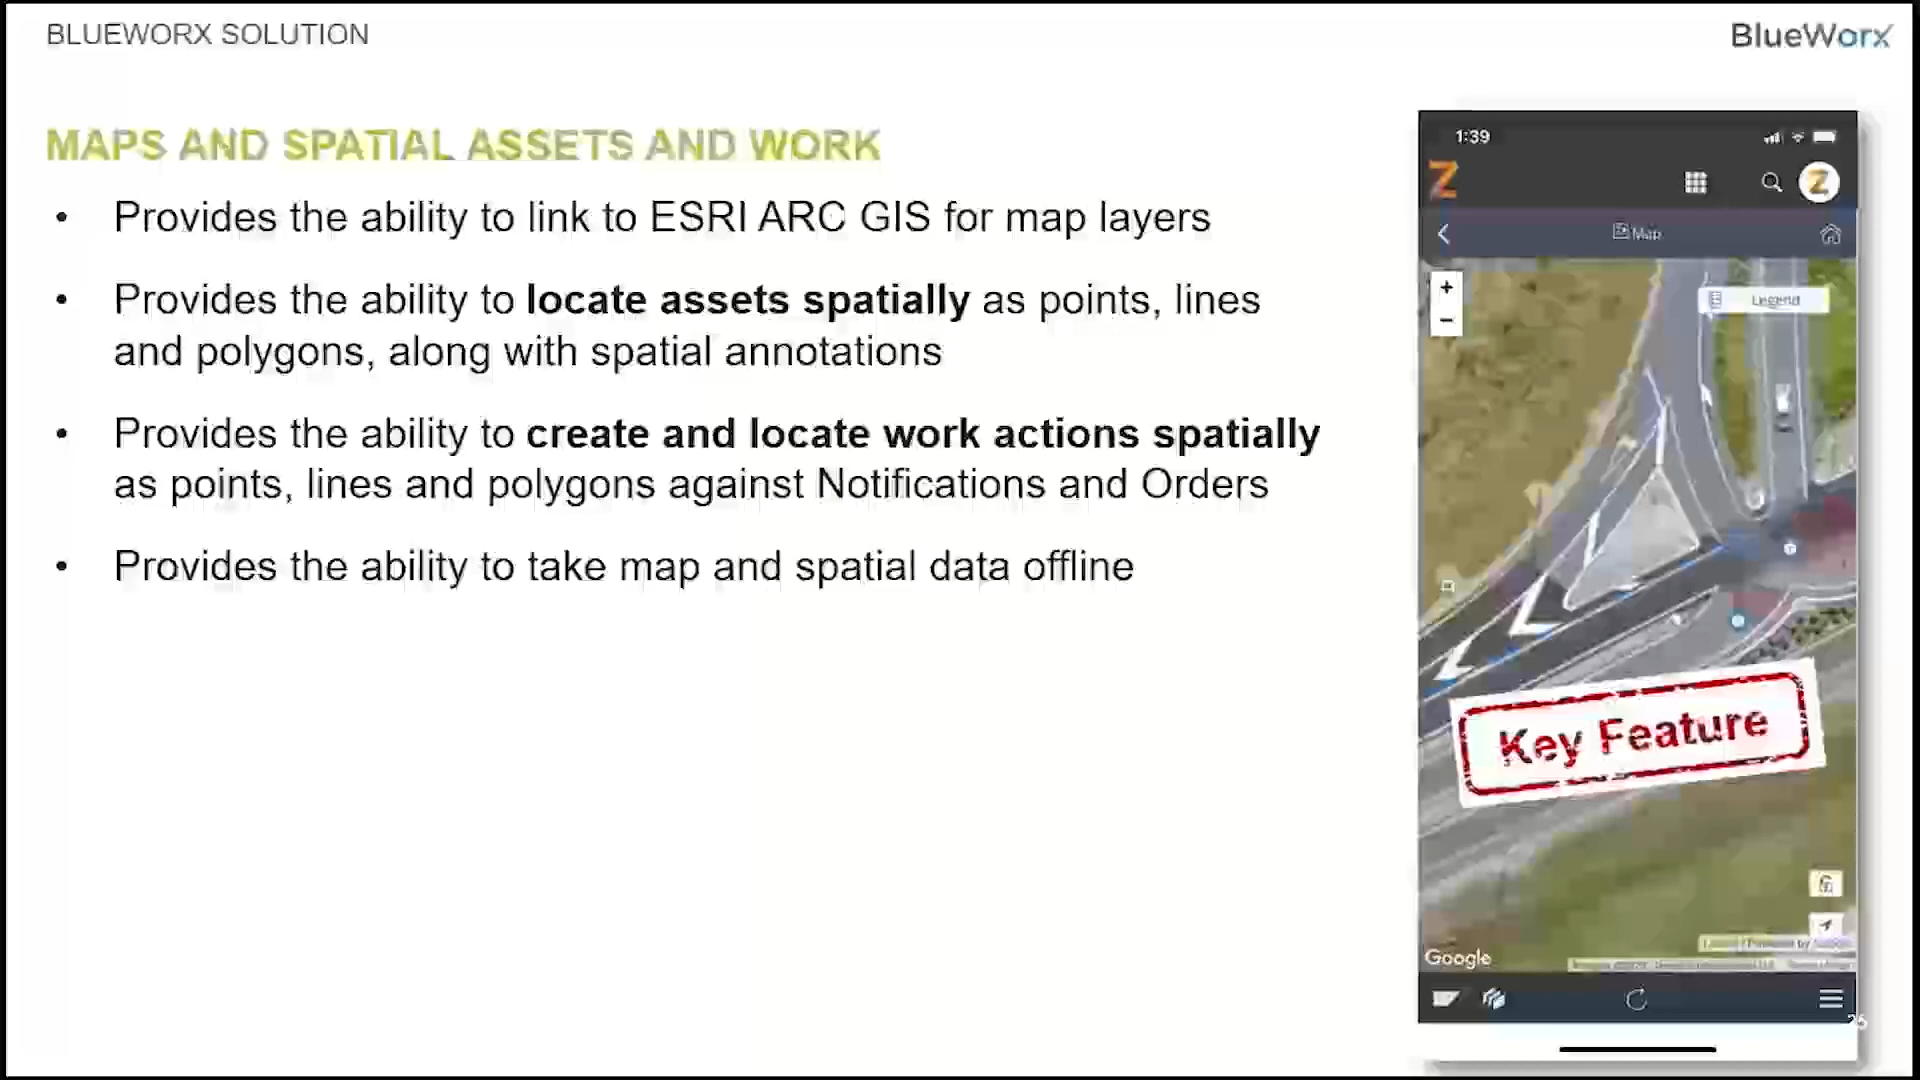 BLUEWORX SOLUTION
BlueWorx
MAPS AND SPATIAL ASSETS AND WORK
• Provides the ability to link to ESRI ARC GIS for map layers
• Provides the ability to locate assets spatially as points, lines
and polygons, along with spatial annotations
• Provides the ability to create and locate work actions spatially
as points, lines and polygons against Notifications and Orders
• Provides the ability to take map and spatial data offline
1:39
Z
Z
Map
+
Legend
−
Key Feature
Google
26